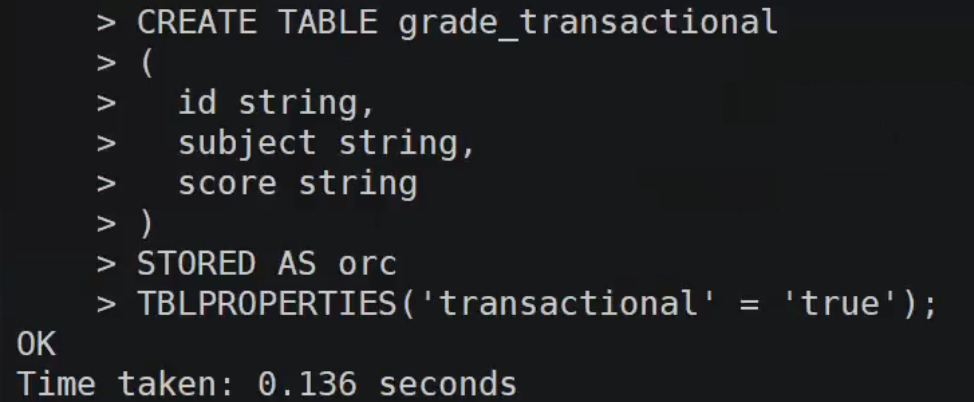 > CREATE TABLE grade_transactional
> (
>   id string,
>   subject string,
>   score string
> )
> STORED AS orc
> TBLPROPERTIES('transactional' = 'true');
OK
Time taken: 0.136 seconds